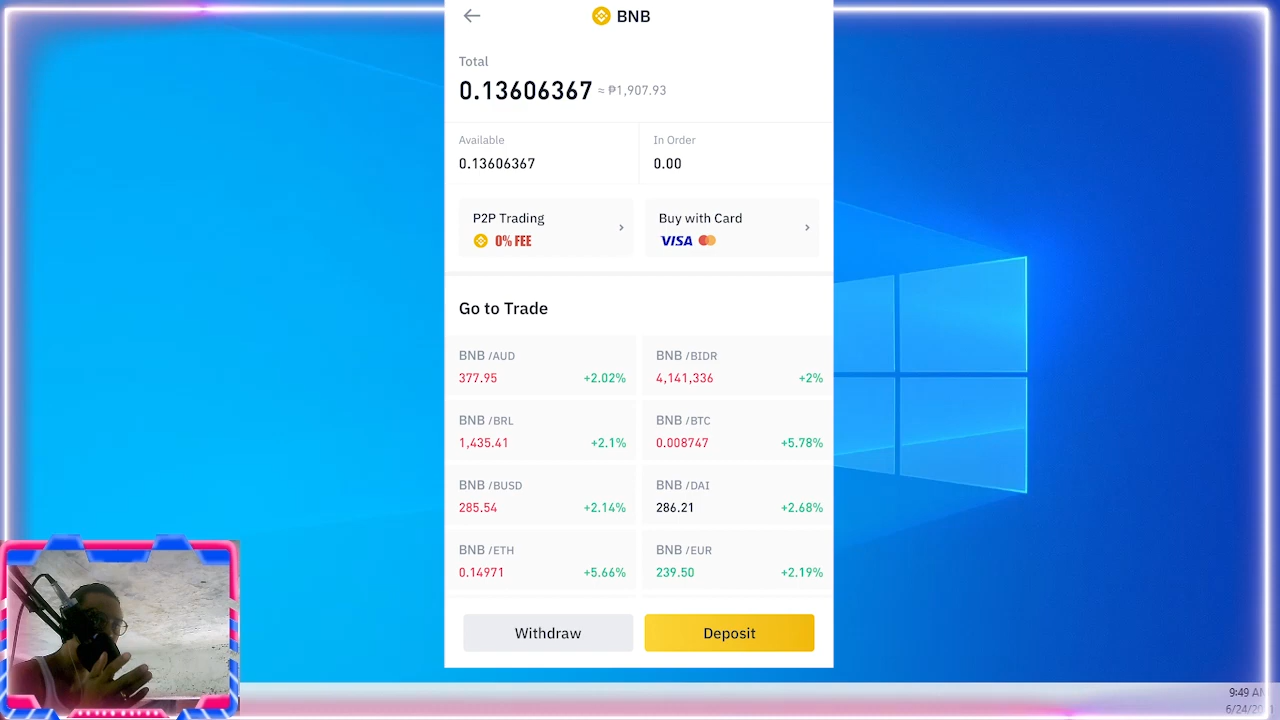 BNB
Total
0.13606367 ≈ ₱1,907.93
Available
In Order
0.13606367
0.00
P2P Trading
0% FEE
Buy with Card
VISA
Go to Trade
BNB /AUD
377.95 +2.02%
BNB /BIDR
4,141,336 +2%
BNB /BRL
1,435.41 +2.1%
BNB /BTC
0.008747 +5.78%
BNB /BUSD
285.54 +2.14%
BNB /DAI
286.21 +2.68%
BNB /ETH
0.14971 +5.66%
BNB /EUR
239.50 +2.19%
Withdraw
Deposit
9:49 AM